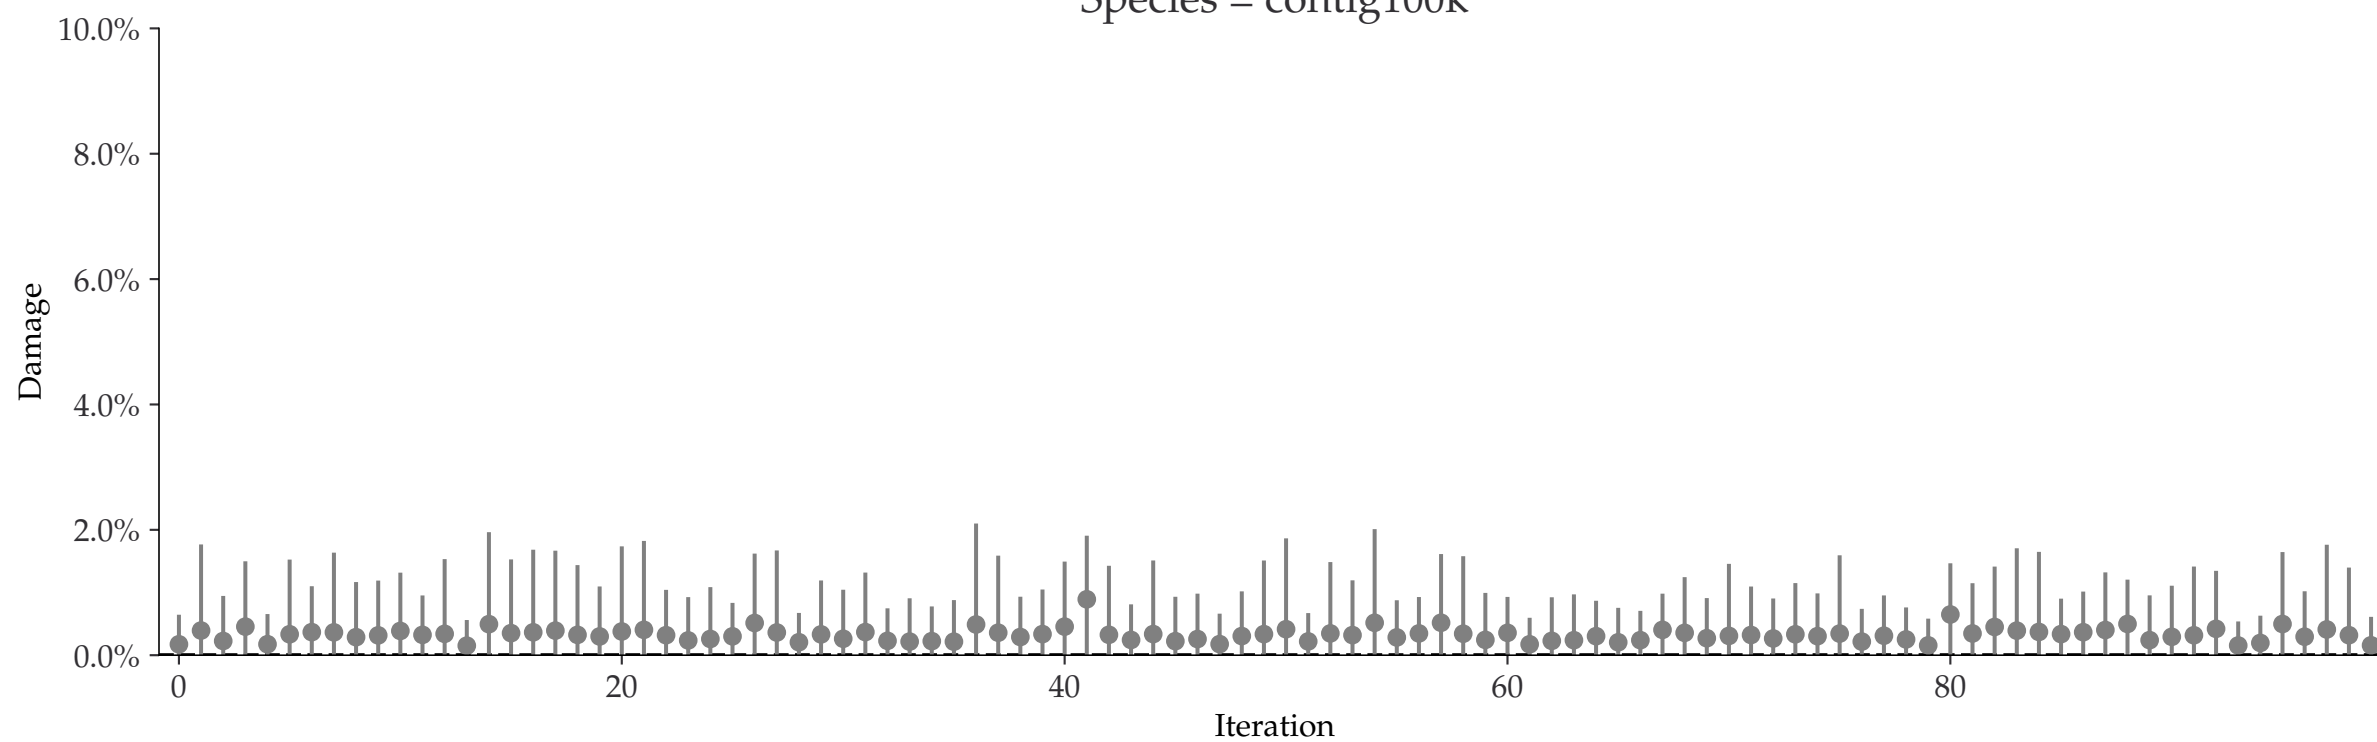 Species = contig100k
10.0%
8.0%
6.0%
4.0%
2.0%
0.0%
Damage
0 20 40 60 80
Iteration